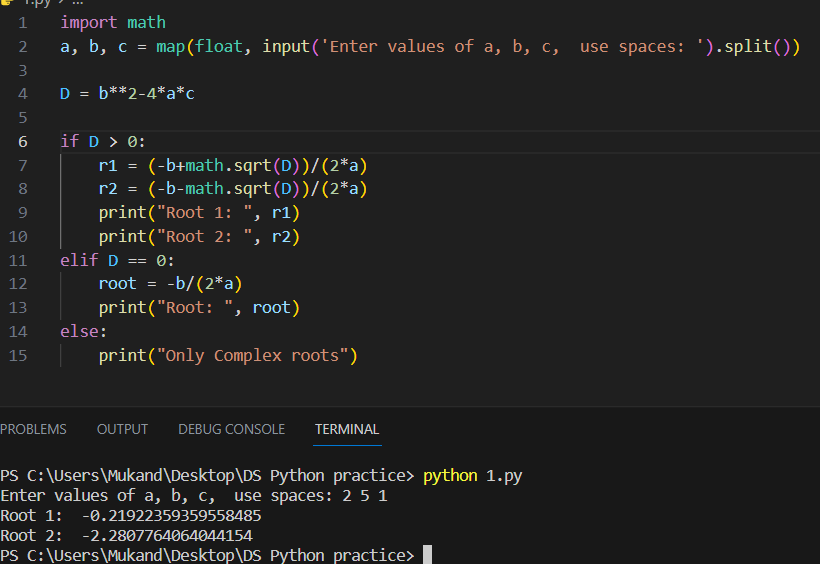 1.py > ...
1 import math
2 a, b, c = map(float, input('Enter values of a, b, c,  use spaces: ').split())
3
4 D = b**2-4*a*c
5
6 if D > 0:
7     r1 = (-b+math.sqrt(D))/(2*a)
8     r2 = (-b-math.sqrt(D))/(2*a)
9     print("Root 1: ", r1)
10     print("Root 2: ", r2)
11 elif D == 0:
12     root = -b/(2*a)
13     print("Root: ", root)
14 else:
15     print("Only Complex roots")
PROBLEMS OUTPUT DEBUG CONSOLE TERMINAL
PS C:\Users\Mukand\Desktop\DS Python practice> python 1.py
Enter values of a, b, c,  use spaces: 2 5 1
Root 1:  -0.21922359359558485
Root 2:  -2.2807764064044154
PS C:\Users\Mukand\Desktop\DS Python practice>